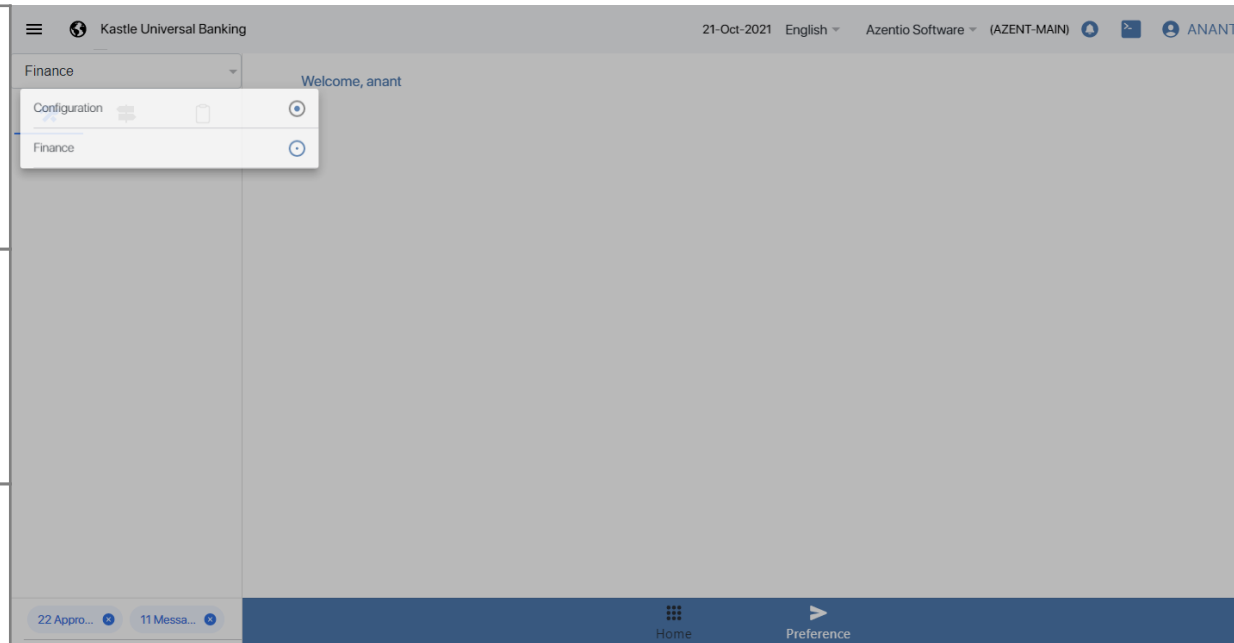 Kastle Universal Banking 21-Oct-2021 English Azentio Software (AZENT-MAIN) ANANT
Finance
Welcome, anant
Configuration
Finance
22 Appro... 11 Messa...
Home Preference